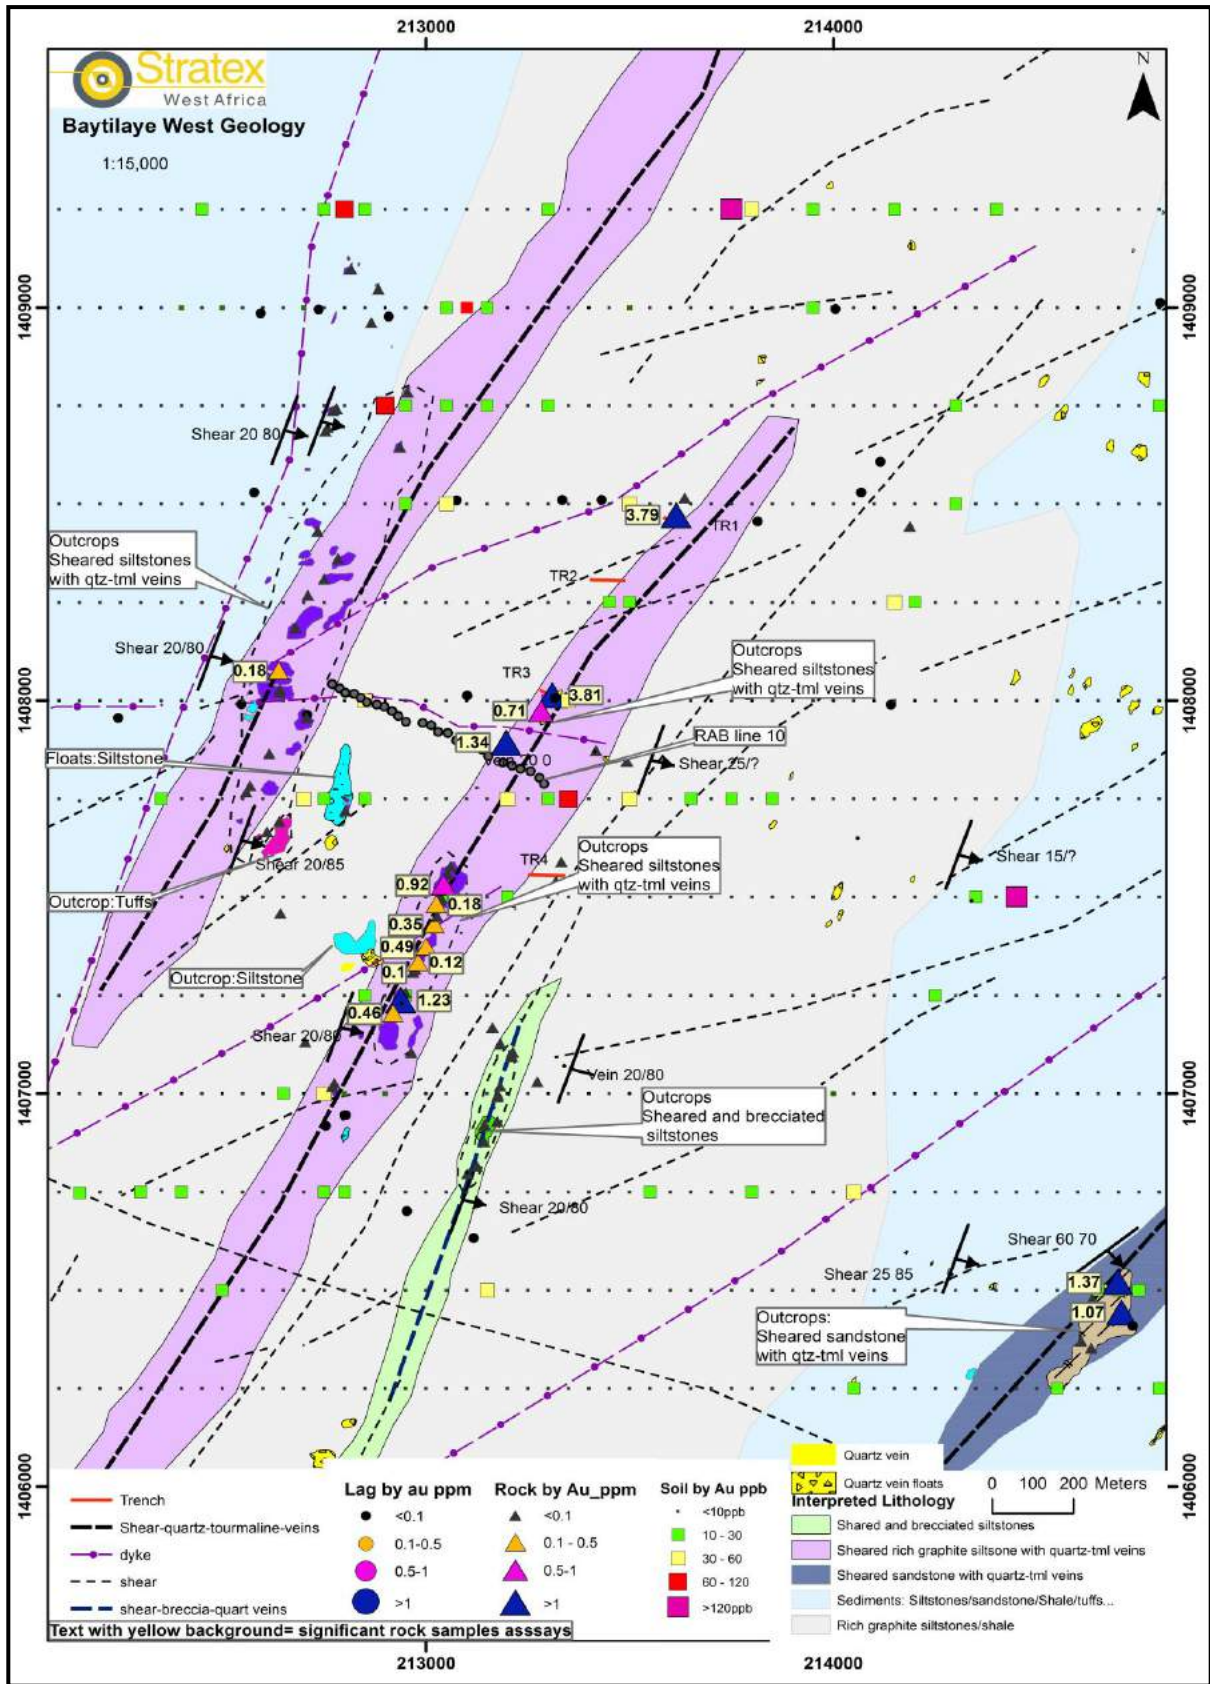 213000
214000
Stratex
West Africa
Baytilaye West Geology
1:15,000
N
1409000
1409000
Shear 20 80
3.79
TR1
Outcrops
Sheared siltstones
with qtz-tml veins
TR2
Shear 20/80
0.18
Outcrops
Sheared siltstones
with qtz-tml veins
TR3
3.81
0.71
1408000
1408000
1.34
RAB line 10
Floats:Siltstone
Shear 25/?
Shear 20/85
Outcrops
Sheared siltstones
with qtz-tml veins
TR4
Shear 15/?
0.92
0.18
Outcrop:Tuffs
0.35
0.49
0.12
0.1
Outcrop:Siltstone
1.23
0.46
Shear 20/80
Vein 20/80
1407000
1407000
Outcrops
Sheared and brecciated
siltstones
Shear 20/80
Shear 60 70
Shear 25 85
1.37
1.07
Outcrops:
Sheared sandstone
with qtz-tml veins
1406000
1406000
Trench
Shear-quartz-tourmaline-veins
dyke
shear
shear-breccia-quart veins
Text with yellow background= significant rock samples asssays
Lag by au ppm
<0.1
0.1-0.5
0.5-1
>1
Rock by Au_ppm
<0.1
0.1 - 0.5
0.5-1
>1
Soil by Au ppb
<10ppb
10 - 30
30 - 60
60 - 120
>120ppb
Quartz vein
Quartz vein floats
0 100 200 Meters
Interpreted Lithology
Shared and brecciated siltstones
Sheared rich graphite siltsone with quartz-tml veins
Sheared sandstone with quartz-tml veins
Sediments: Siltstones/sandstone/Shale/tuffs...
Rich graphite siltstones/shale
213000
214000